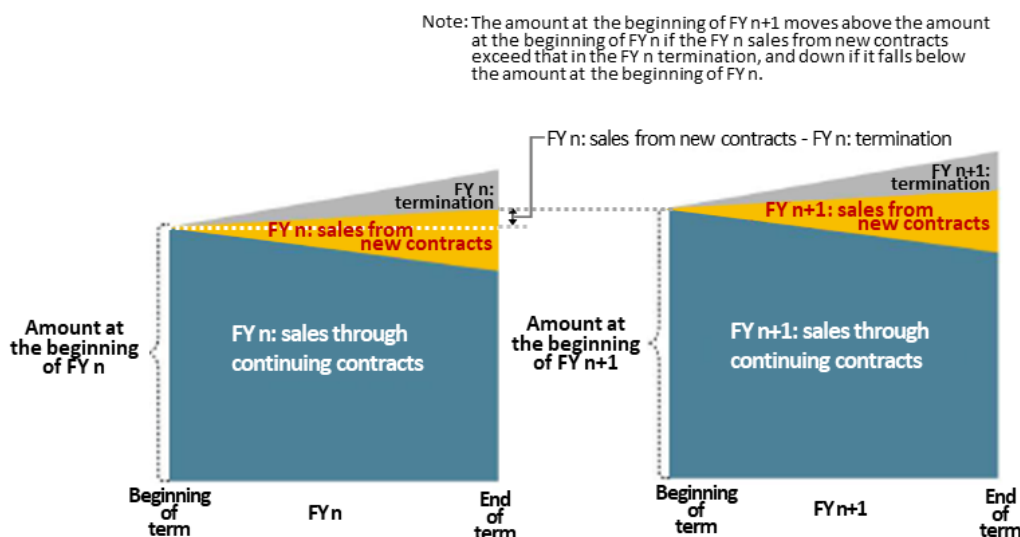 Note: The amount at the beginning of FY n+1 moves above the amount
at the beginning of FY n if the FY n sales from new contracts
exceed that in the FY n termination, and down if it falls below
the amount at the beginning of FY n.
FY n: sales from new contracts - FY n: termination
FY n:
termination
FY n: sales from
new contracts
FY n+1:
termination
FY n+1: sales from
new contracts
Amount at
the beginning
of FY n
FY n: sales through
continuing contracts
Amount at
the beginning
of FY n+1
FY n+1: sales through
continuing contracts
Beginning
of
term
FY n
End
of
term
Beginning
of
term
FY n+1
End
of
term